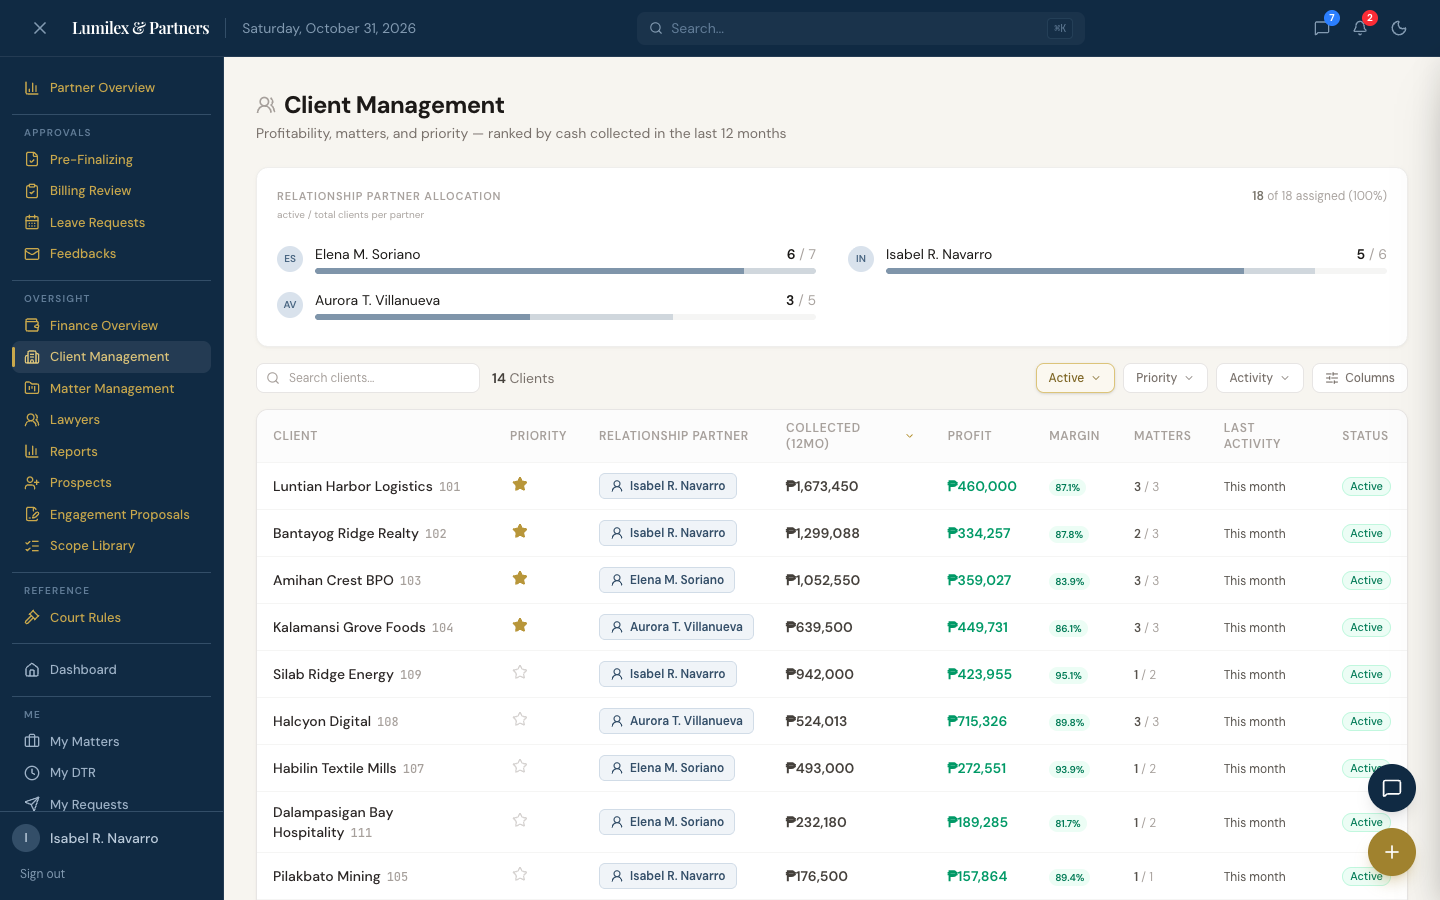 Lumilex & Partners
Saturday, October 31, 2026
Search...
⌘K
7
2
Partner Overview
APPROVALS
Pre-Finalizing
Billing Review
Leave Requests
Feedbacks
OVERSIGHT
Finance Overview
Client Management
Matter Management
Lawyers
Reports
Prospects
Engagement Proposals
Scope Library
REFERENCE
Court Rules
Dashboard
ME
My Matters
My DTR
My Requests
I
Isabel R. Navarro
Sign out
Client Management
Profitability, matters, and priority — ranked by cash collected in the last 12 months
RELATIONSHIP PARTNER ALLOCATION
18 of 18 assigned (100%)
active / total clients per partner
ES Elena M. Soriano 6 / 7
IN Isabel R. Navarro 5 / 6
AV Aurora T. Villanueva 3 / 5
Search clients...
14 Clients
Active
Priority
Activity
Columns
CLIENT PRIORITY RELATIONSHIP PARTNER COLLECTED (12MO) PROFIT MARGIN MATTERS LAST ACTIVITY STATUS
Luntian Harbor Logistics 101 Isabel R. Navarro ₱1,673,450 ₱460,000 87.1% 3 / 3 This month Active
Bantayog Ridge Realty 102 Isabel R. Navarro ₱1,299,088 ₱334,257 87.8% 2 / 3 This month Active
Amihan Crest BPO 103 Elena M. Soriano ₱1,052,550 ₱359,027 83.9% 3 / 3 This month Active
Kalamansi Grove Foods 104 Aurora T. Villanueva ₱639,500 ₱449,731 86.1% 3 / 3 This month Active
Silab Ridge Energy 109 Isabel R. Navarro ₱942,000 ₱423,955 95.1% 1 / 2 This month Active
Halcyon Digital 108 Aurora T. Villanueva ₱524,013 ₱715,326 89.8% 3 / 3 This month Active
Habilin Textile Mills 107 Elena M. Soriano ₱493,000 ₱272,551 93.9% 1 / 2 This month Active
Dalampasigan Bay
Hospitality 111 Elena M. Soriano ₱232,180 ₱189,285 81.7% 1 / 2 This month Active
Pilakbato Mining 105 Isabel R. Navarro ₱176,500 ₱157,864 89.4% 1 / 1 This month Active